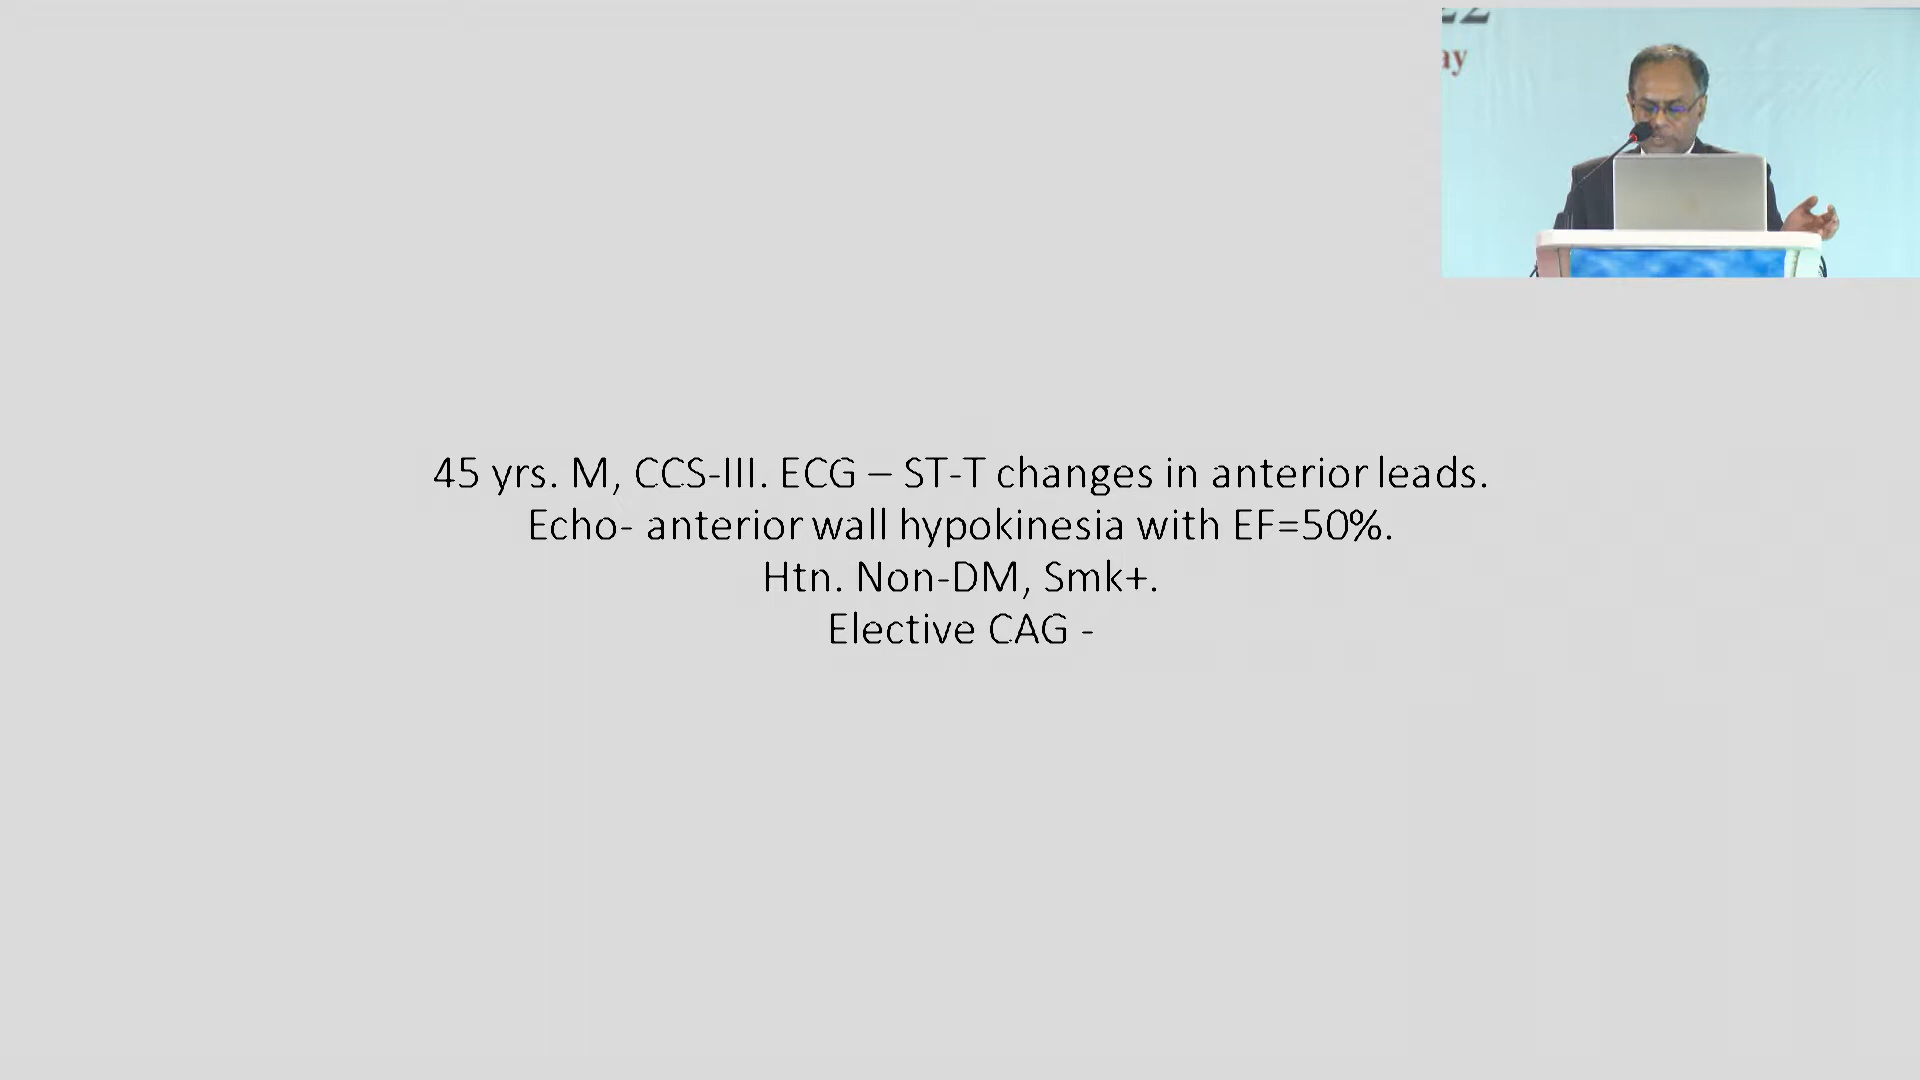 45 yrs. M, CCS-III. ECG – ST-T changes in anterior leads.
Echo- anterior wall hypokinesia with EF=50%.
Htn. Non-DM, Smk+.
Elective CAG -